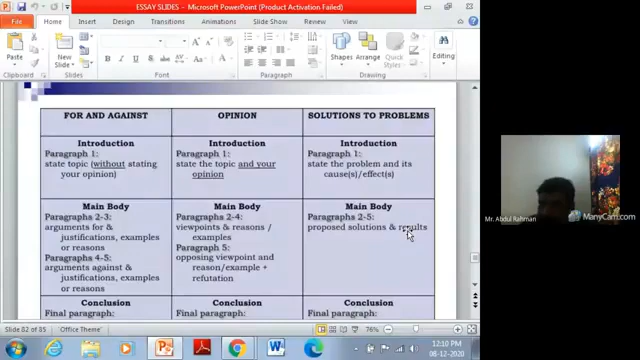 ESSAY SLIDES - Microsoft PowerPoint (Product Activation Failed)
File Home Insert Design Transitions Animations Slide Show Review View
Paste
Clipboard
New Slide
Slides
Font
Paragraph
Shapes Arrange Quick Styles
Drawing
Editing
FOR AND AGAINST
OPINION
SOLUTIONS TO PROBLEMS
Introduction
Paragraph 1:
state topic (without stating
your opinion)
Introduction
Paragraph 1:
state the topic and your
opinion
Introduction
Paragraph 1:
state the problem and its
cause(s)/effect(s)
Main Body
Paragraphs 2-3:
arguments for &
justifications, examples
or reasons
Paragraphs 4-5:
arguments against &
justifications, examples
or reasons
Main Body
Paragraphs 2-4:
viewpoints & reasons /
examples
Paragraph 5:
opposing viewpoint and
reason/example +
refutation
Main Body
Paragraphs 2-5:
proposed solutions & results
Conclusion
Final paragraph:
Conclusion
Final paragraph:
Conclusion
Final paragraph:
Mr. Abdul Rahman
ManyCam.com
Slide 82 of 85 'Office Theme' 76%
12:10 PM
08-12-2020